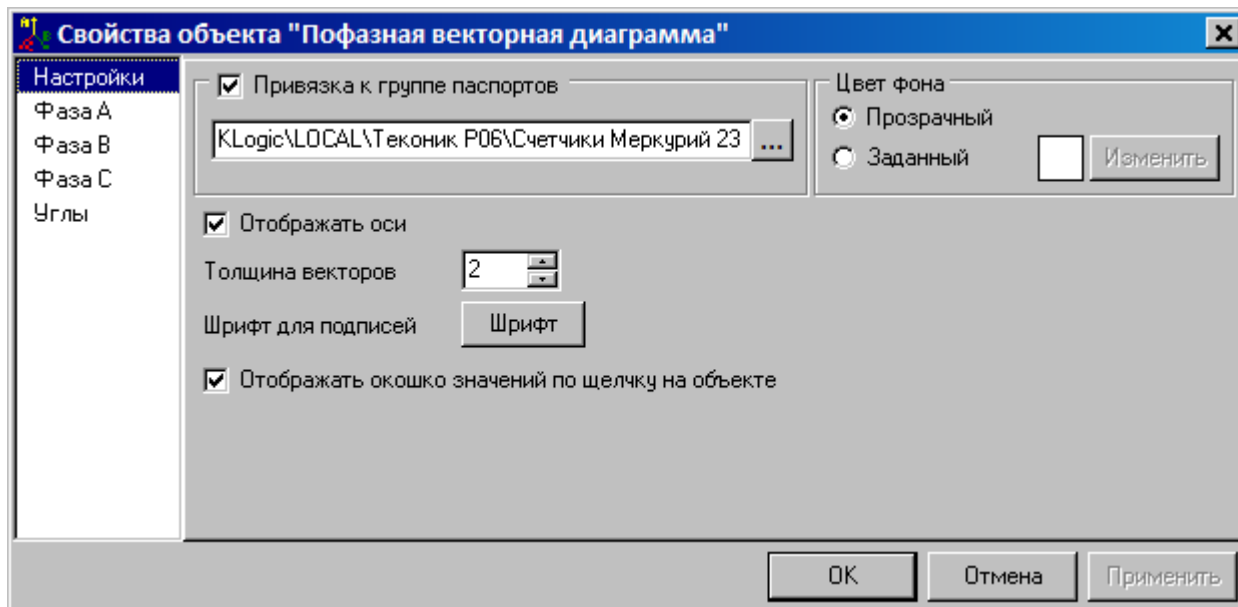 Свойства объекта "Пофазная векторная диаграмма"
Настройки
Фаза A
Фаза B
Фаза C
Углы
Привязка к группе паспортов
KLogic\LOCAL\Теконик P06\Счетчики Меркурий 23
...
Цвет фона
Прозрачный
Заданный
Изменить
Отображать оси
Толщина векторов
2
Шрифт для подписей
Шрифт
Отображать окошко значений по щелчку на объекте
OK
Отмена
Применить